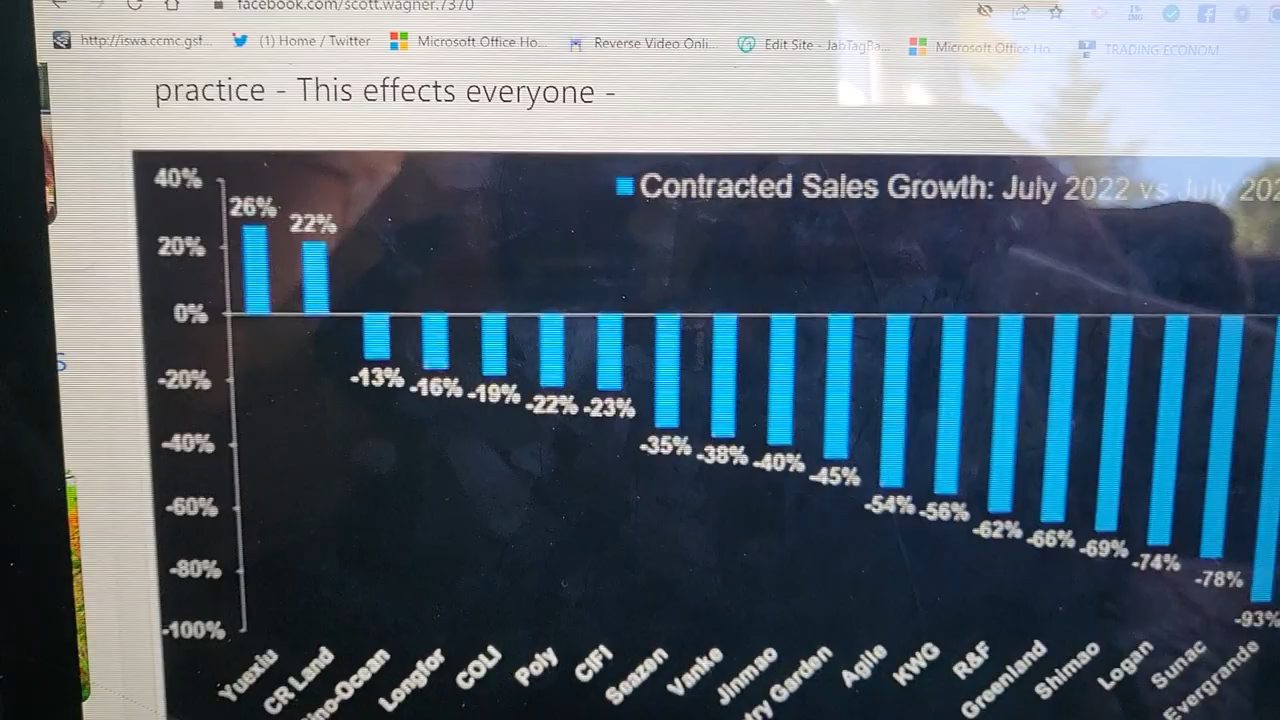 facebook.com/scott.wagner.7370
http://iswa.ccmc.gsf...
(1) Home / Twitter
Microsoft Office Ho...
Reverse Video Onli...
Edit Site - JabTagBa...
Microsoft Office Ho
TRADING ECONOM
practice - This effects everyone -
Contracted Sales Growth: July 2022 vs July 202
40%
20%
0%
-20%
-40%
-60%
-80%
-100%
26%
22%
-13%
-16%
-19%
-22%
-23%
-35%
-38%
-40%
-45%
-54%
-56%
-62%
-66%
-69%
-74%
-78%
-93%
Yuexiu
CR Land
ino-Ocean
Longfor
COLI
Poly
CIFI
Seazen
Vanke
Jinmao
try Garden
Agile
KWG
R&F
Greenland
Shimao
Logan
Sunac
Evergrande